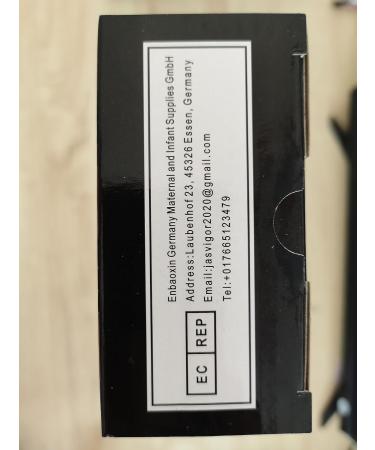 Enbaoxin Germany Maternal and Infant Supplies GmbH
Address:Laubenhof 23, 45326 Essen, Germany
Email:jasvigor2020@gmail.com
Tel:+017665123479
EC REP